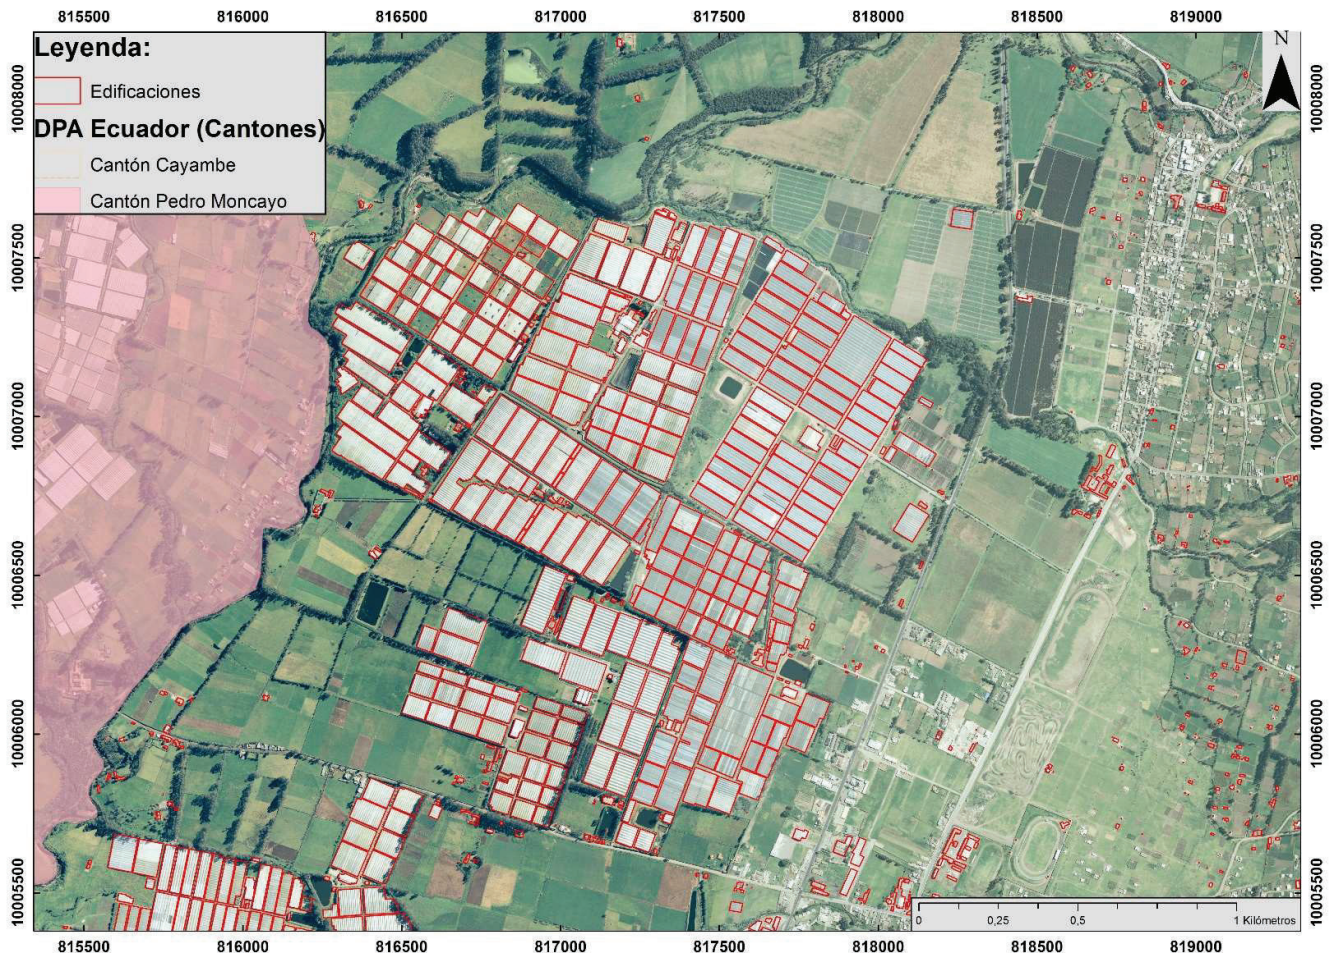 815500 816000 816500 817000 817500 818000 818500 819000
Leyenda:
Edificaciones
DPA Ecuador (Cantones)
Cantón Cayambe
Cantón Pedro Moncayo
N
10008000 10008000
10007500 10007500
10007000 10007000
10006500 10006500
10006000 10006000
10005500 10005500
0 0,25 0,5 1 Kilómetros
815500 816000 816500 817000 817500 818000 818500 819000